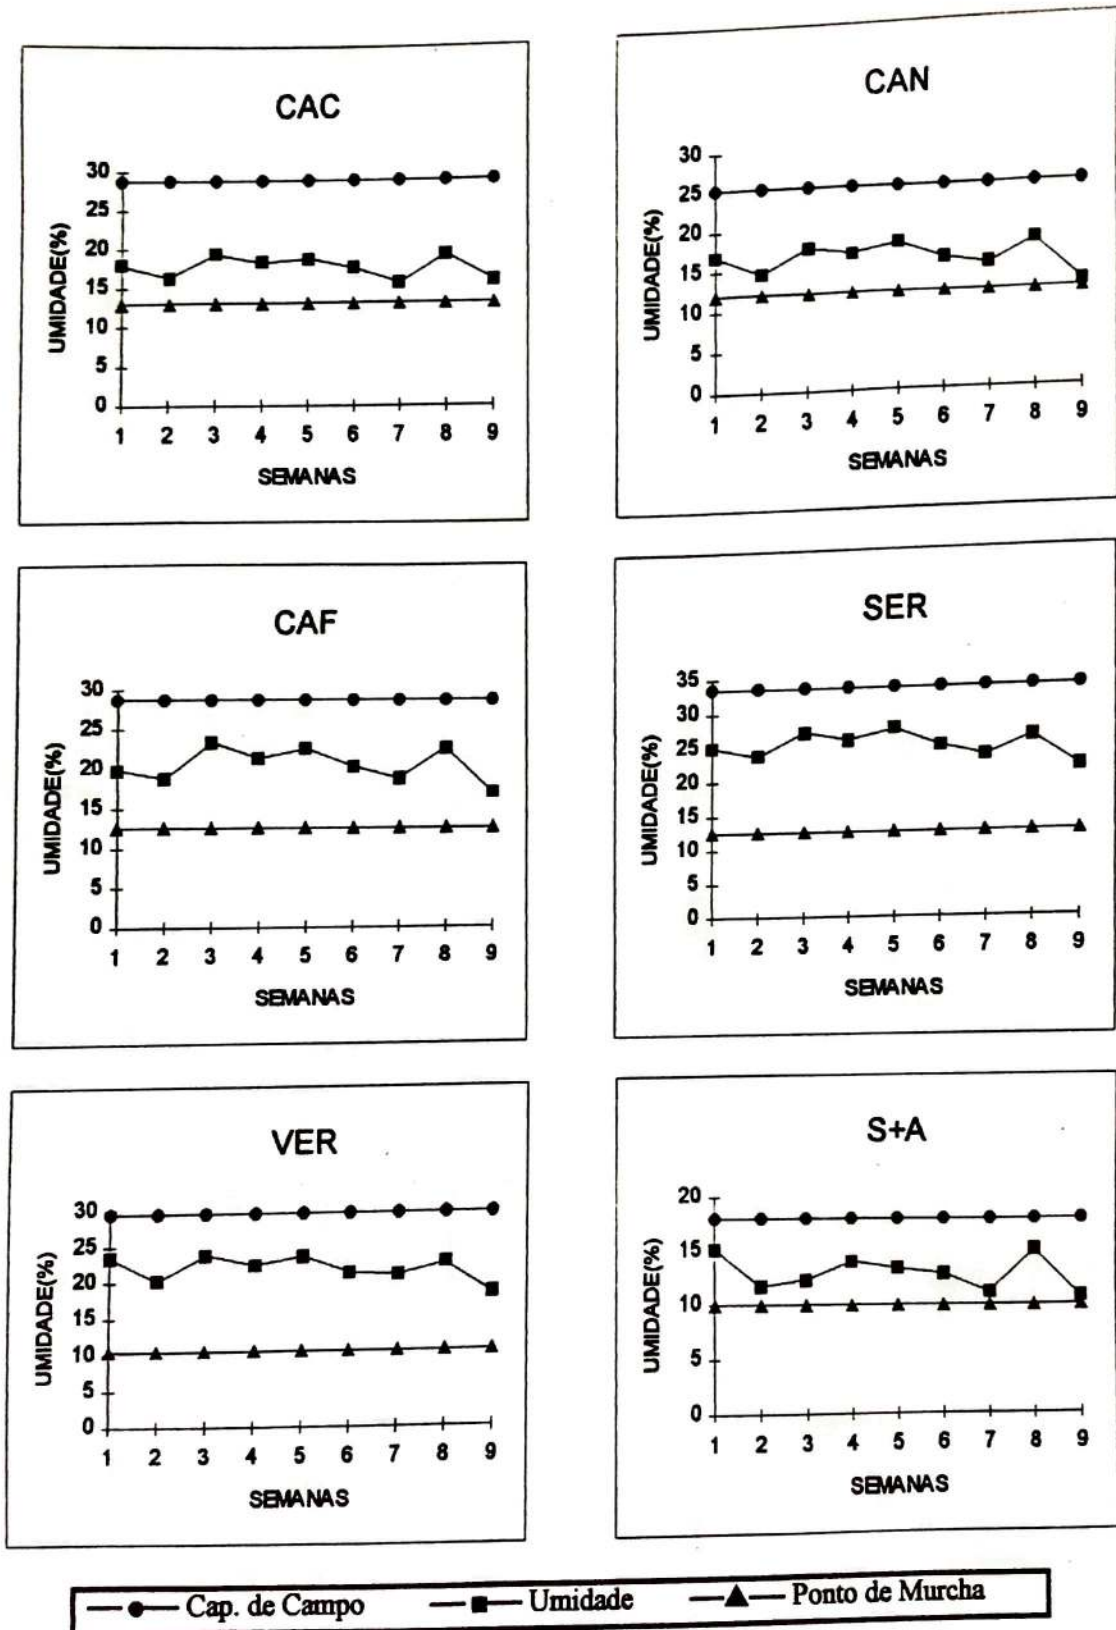 CAC
30
25
20
15
10
5
0
UMIDADE(%)
1 2 3 4 5 6 7 8 9
SEMANAS
CAN
30
25
20
15
10
5
0
UMIDADE(%)
1 2 3 4 5 6 7 8 9
SEMANAS
CAF
30
25
20
15
10
5
0
UMIDADE(%)
1 2 3 4 5 6 7 8 9
SEMANAS
SER
35
30
25
20
15
10
5
0
UMIDADE(%)
1 2 3 4 5 6 7 8 9
SEMANAS
VER
30
25
20
15
10
5
0
UMIDADE(%)
1 2 3 4 5 6 7 8 9
SEMANAS
S+A
20
15
10
5
0
UMIDADE(%)
1 2 3 4 5 6 7 8 9
SEMANAS
Cap. de Campo Umidade Ponto de Murcha